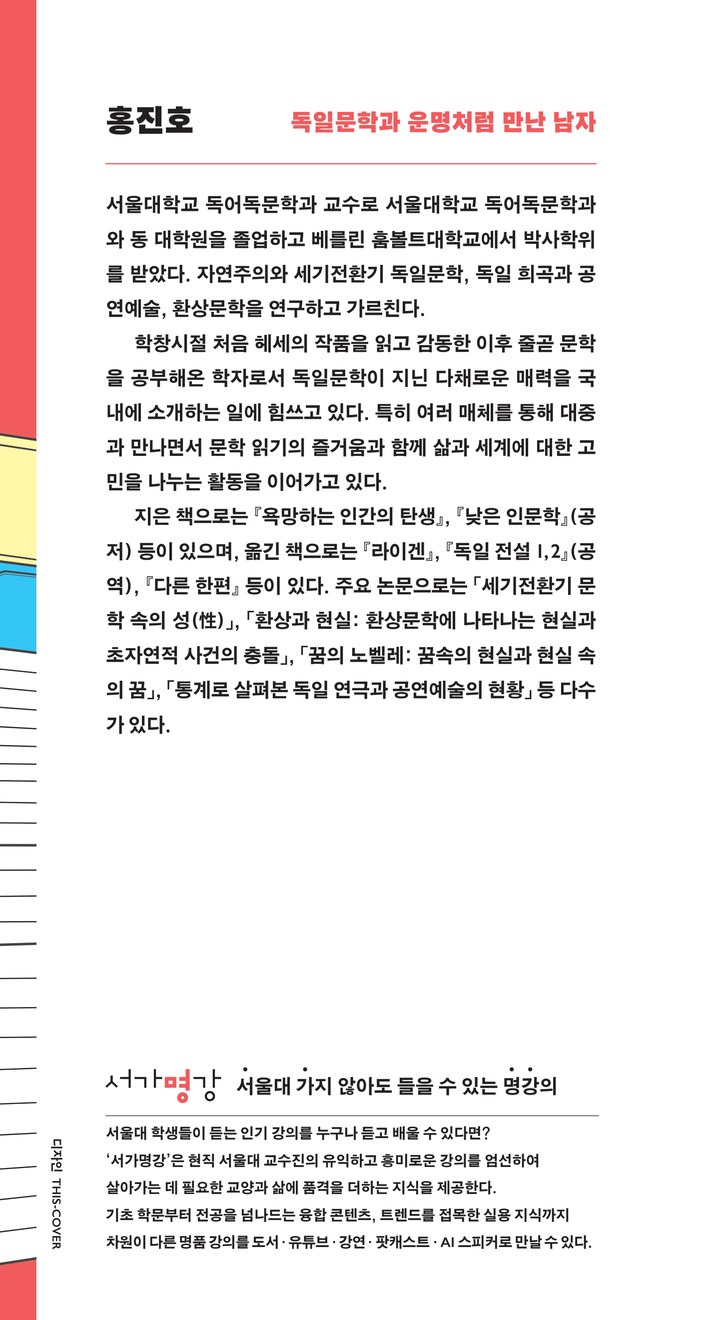 홍진호
독일문학과 운명처럼 만난 남자
서울대학교 독어독문학과 교수로 서울대학교 독어독문학과
와 동 대학원을 졸업하고 베를린 훔볼트대학교에서 박사학위
를 받았다. 자연주의와 세기전환기 독일문학, 독일 희곡과 공
연예술, 환상문학을 연구하고 가르친다.
학창시절 처음 헤세의 작품을 읽고 감동한 이후 줄곧 문학
을 공부해온 학자로서 독일문학이 지닌 다채로운 매력을 국
내에 소개하는 일에 힘쓰고 있다. 특히 여러 매체를 통해 대중
과 만나면서 문학 읽기의 즐거움과 함께 삶과 세계에 대한 고
민을 나누는 활동을 이어가고 있다.
지은 책으로는 『욕망하는 인간의 탄생』, 『낮은 인문학』(공
저) 등이 있으며, 옮긴 책으로는 『라이겐』, 『독일 전설 1,2』(공
역), 『다른 한편』 등이 있다. 주요 논문으로는 「세기전환기 문
학 속의 성(性)」, 「환상과 현실: 환상문학에 나타나는 현실과
초자연적 사건의 충돌」, 「꿈의 노벨레: 꿈속의 현실과 현실 속
의 꿈」, 「통계로 살펴본 독일 연극과 공연예술의 현황」 등 다수
가 있다.
서가명강 서울대 가지 않아도 들을 수 있는 명강의
서울대 학생들이 듣는 인기 강의를 누구나 듣고 배울 수 있다면?
‘서가명강’은 현직 서울대 교수진의 유익하고 흥미로운 강의를 엄선하여
살아가는 데 필요한 교양과 삶에 품격을 더하는 지식을 제공한다.
기초 학문부터 전공을 넘나드는 융합 콘텐츠, 트렌드를 접목한 실용 지식까지
차원이 다른 명품 강의를 도서 · 유튜브 · 강연 · 팟캐스트 · AI 스피커로 만날 수 있다.
디자인 THIS-COVER